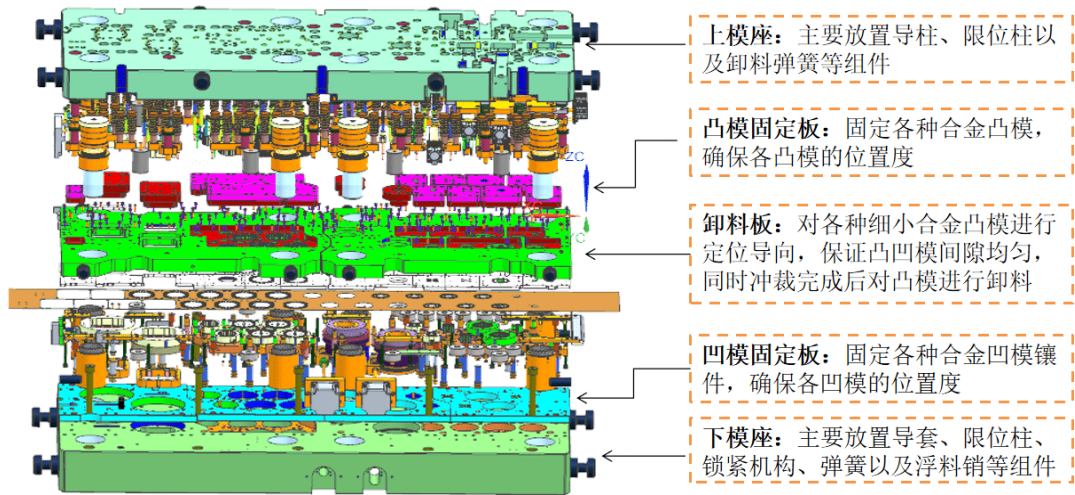 上模座：主要放置导柱、限位柱以
及卸料弹簧等组件
凸模固定板：固定各种合金凸模，
确保各凸模的位置度
ZC
YC
卸料板：对各种细小合金凸模进行
定位导向，保证凸凹模间隙均匀，
同时冲裁完成后对凸模进行卸料
凹模固定板：固定各种合金凹模镶
件，确保各凹模的位置度
下模座：主要放置导套、限位柱、
锁紧机构、弹簧以及浮料销等组件